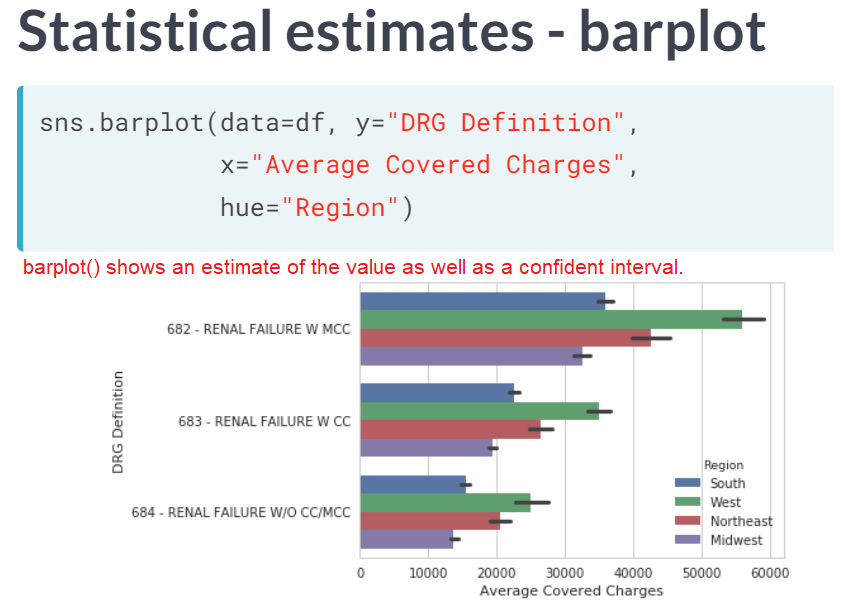 Statistical estimates - barplot
sns.barplot(data=df, y="DRG Definition",
x="Average Covered Charges",
hue="Region")
barplot() shows an estimate of the value as well as a confident interval.
682 - RENAL FAILURE W MCC
683 - RENAL FAILURE W CC
684 - RENAL FAILURE W/O CC/MCC
DRG Definition
Region
South
West
Northeast
Midwest
0 10000 20000 30000 40000 50000 60000
Average Covered Charges